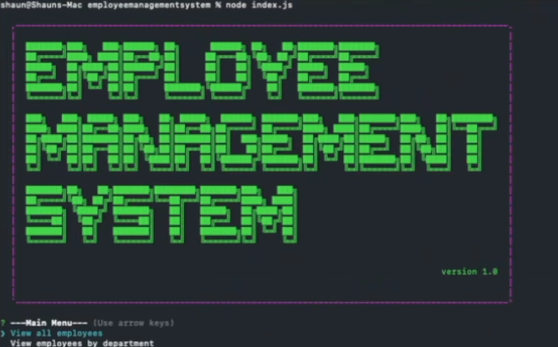 shaun@Shauns-Mac employeemanagementsystem % node index.js
EMPLOYEE
MANAGEMENT
SYSTEM
version 1.0
? ---Main Menu--- (Use arrow keys)
❯ View all employees
View employees by department